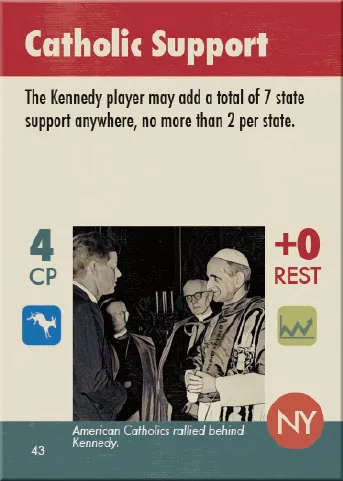 Catholic Support
The Kennedy player may add a total of 7 state
support anywhere, no more than 2 per state.
4
CP
+0
REST
NY
American Catholics rallied behind
Kennedy.
43